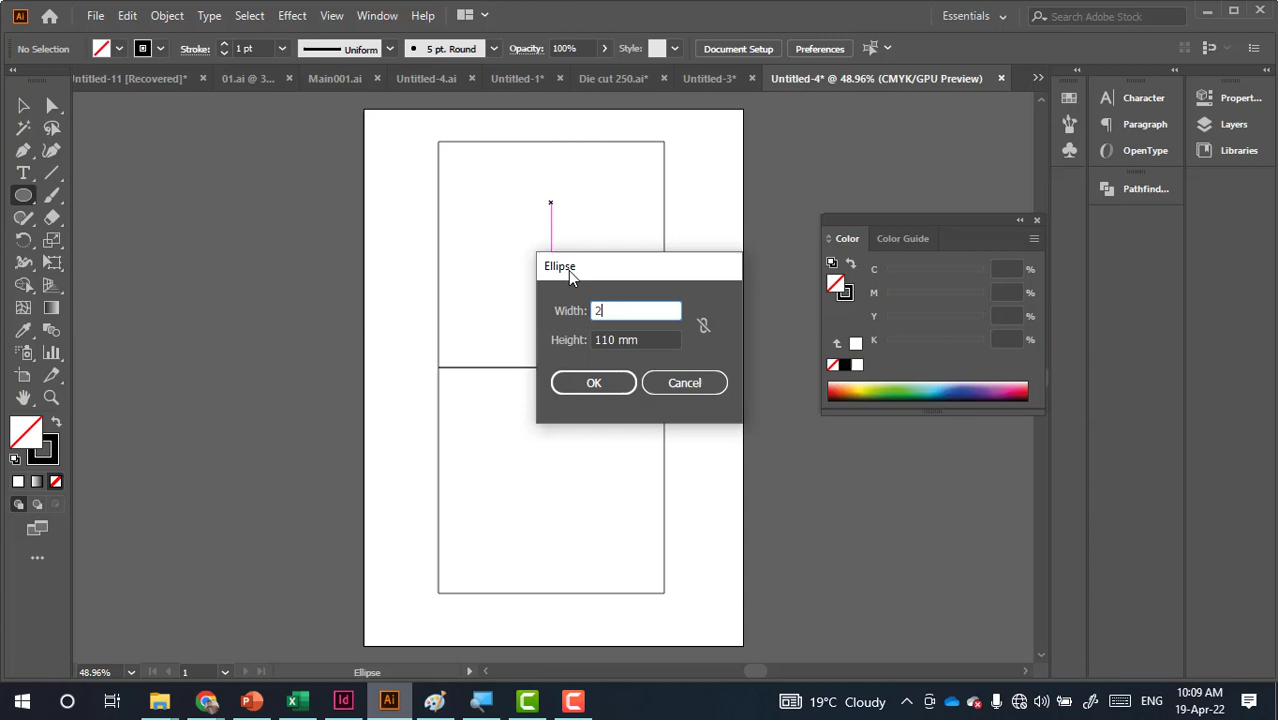 Ai File Edit Object Type Select Effect View Window Help Essentials Search Adobe Stock
No Selection Stroke: 1 pt Uniform 5 pt. Round Opacity: 100% Style: Document Setup Preferences
Untitled-11 [Recovered]* × 01.ai @ 3... × Main001.ai × Untitled-4.ai × Untitled-1* × Die cut 250.ai* × Untitled-3* × Untitled-4* @ 48.96% (CMYK/GPU Preview) ×
Character Propert...
Paragraph Layers
OpenType Libraries
Pathfind...
Color Color Guide
C %
M %
Y %
K %
Ellipse
Width: 2
Height: 110 mm
OK Cancel
48.96% 1 Ellipse
Id Ai 19°C Cloudy ENG 10:09 AM
19-Apr-22